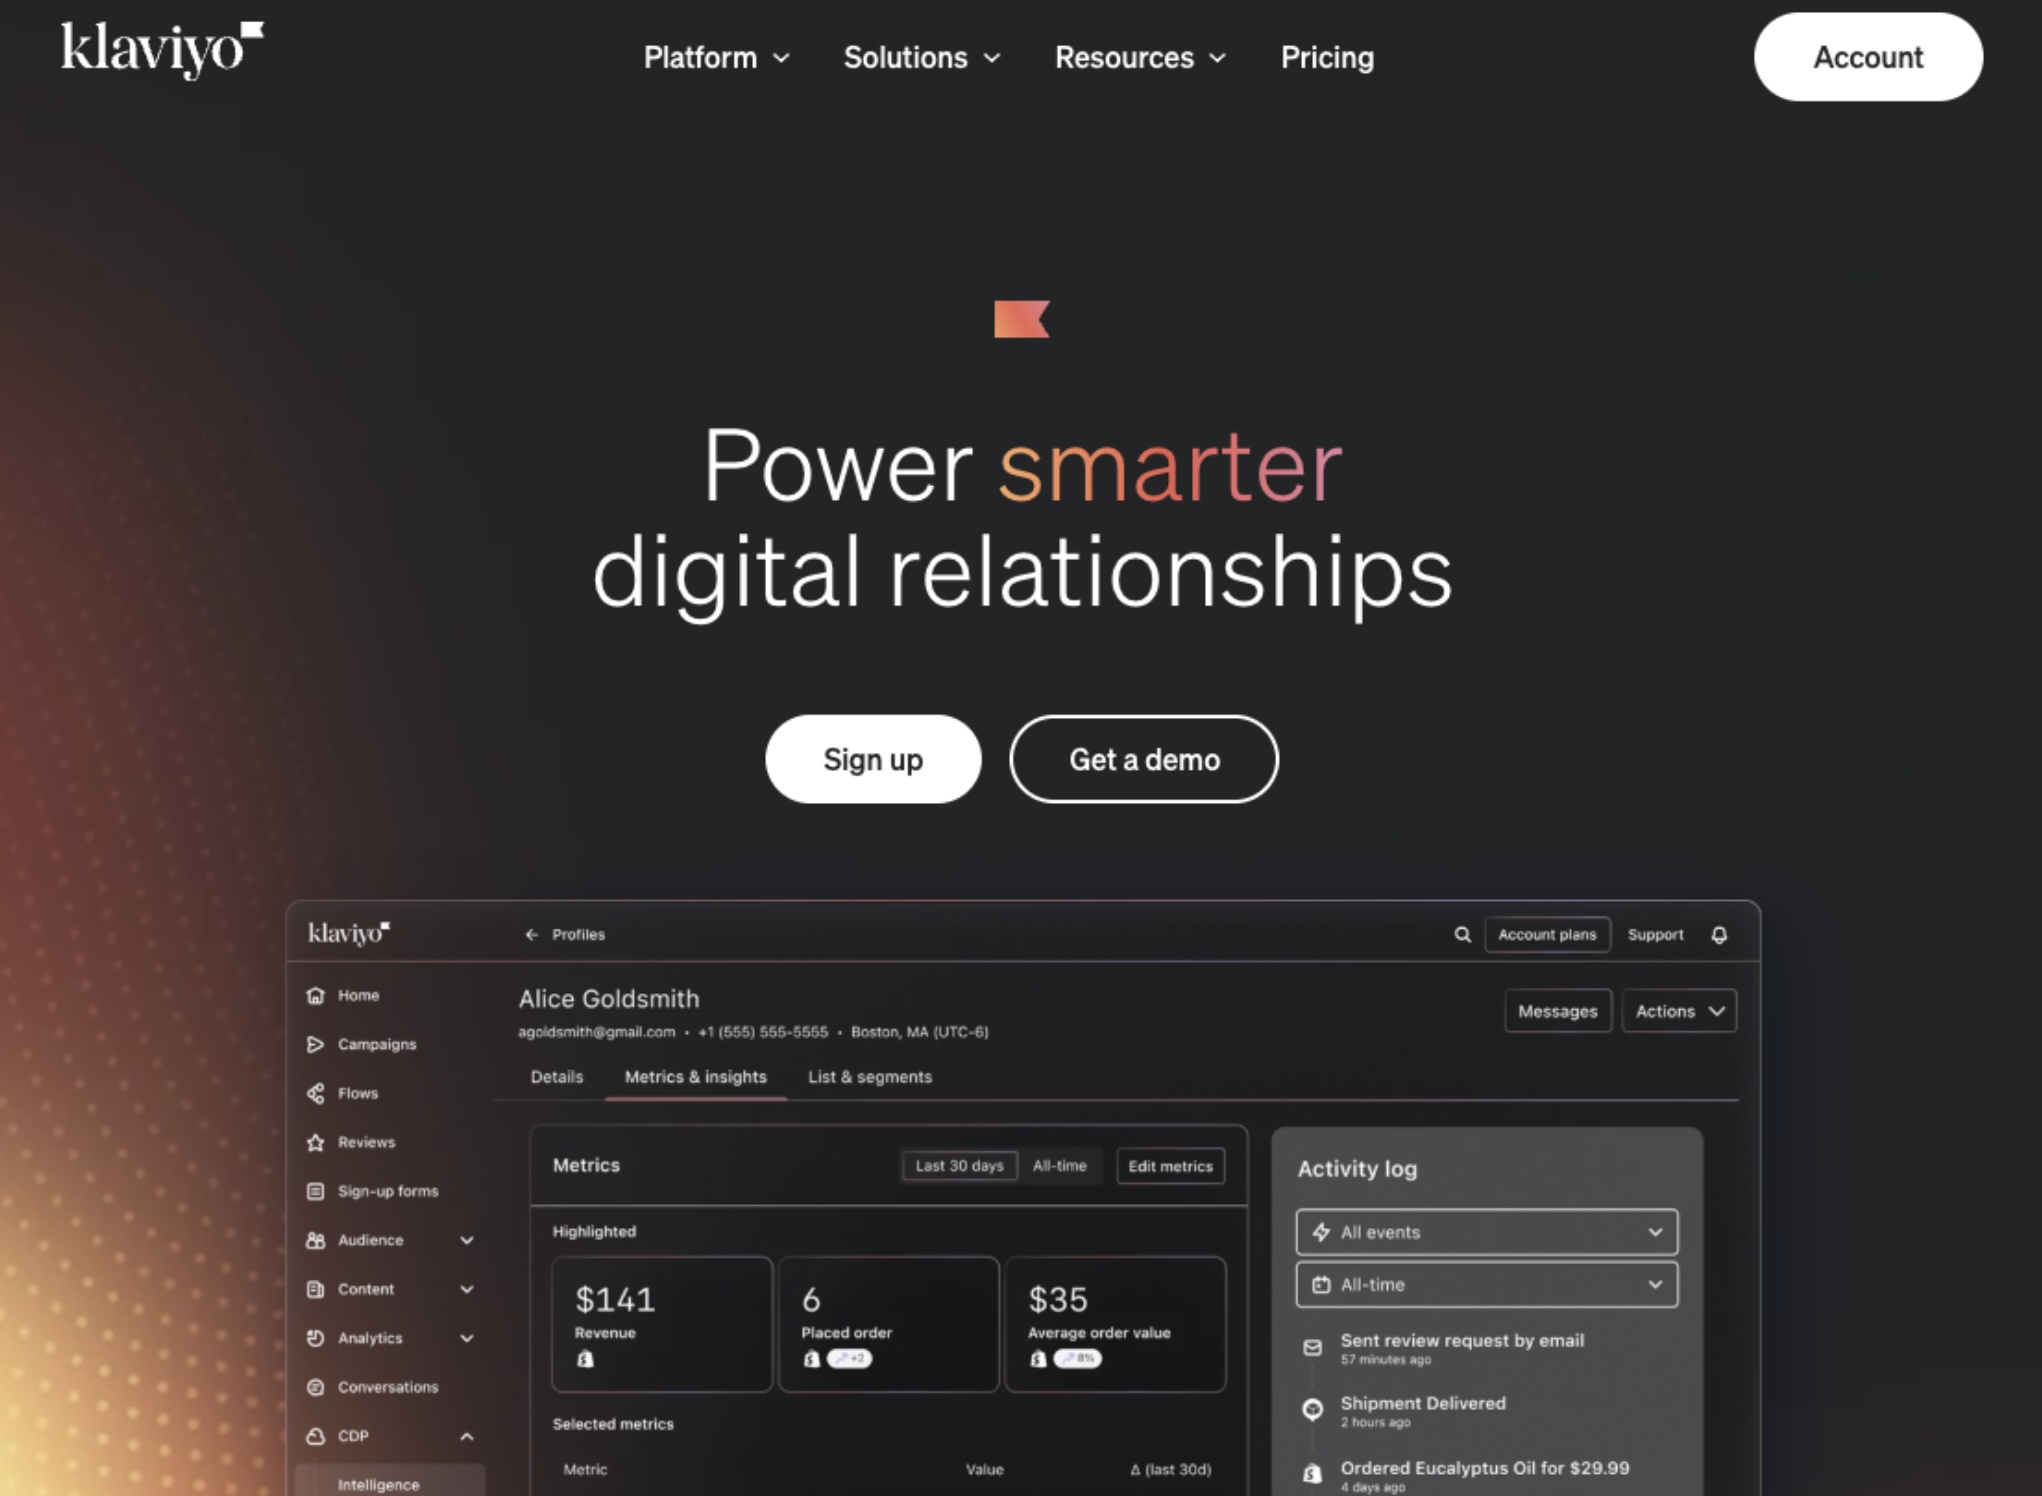 klaviyo
Platform
Solutions
Resources
Pricing
Account
Power smarter
digital relationships
Sign up
Get a demo
klaviyo
← Profiles
Account plans
Support
Home
Campaigns
Flows
Reviews
Sign-up forms
Audience
Content
Analytics
Conversations
CDP
Intelligence
Alice Goldsmith
agoldsmith@gmail.com • +1 (555) 555-5555 • Boston, MA (UTC-6)
Messages
Actions
Details
Metrics & insights
List & segments
Metrics
Last 30 days
All-time
Edit metrics
Highlighted
$141
Revenue
6
Placed order
+2
$35
Average order value
8%
Selected metrics
Metric
Value
Δ (last 30d)
Activity log
All events
All-time
Sent review request by email
57 minutes ago
Shipment Delivered
2 hours ago
Ordered Eucalyptus Oil for $29.99
4 days ago